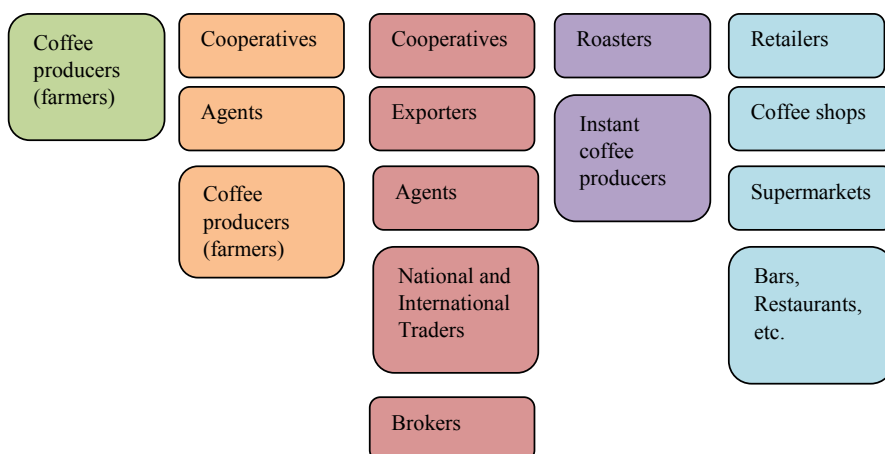 Coffee
producers
(farmers)
Cooperatives
Agents
Coffee
producers
(farmers)
Cooperatives
Exporters
Agents
National and
International
Traders
Brokers
Roasters
Instant
coffee
producers
Retailers
Coffee shops
Supermarkets
Bars,
Restaurants,
etc.